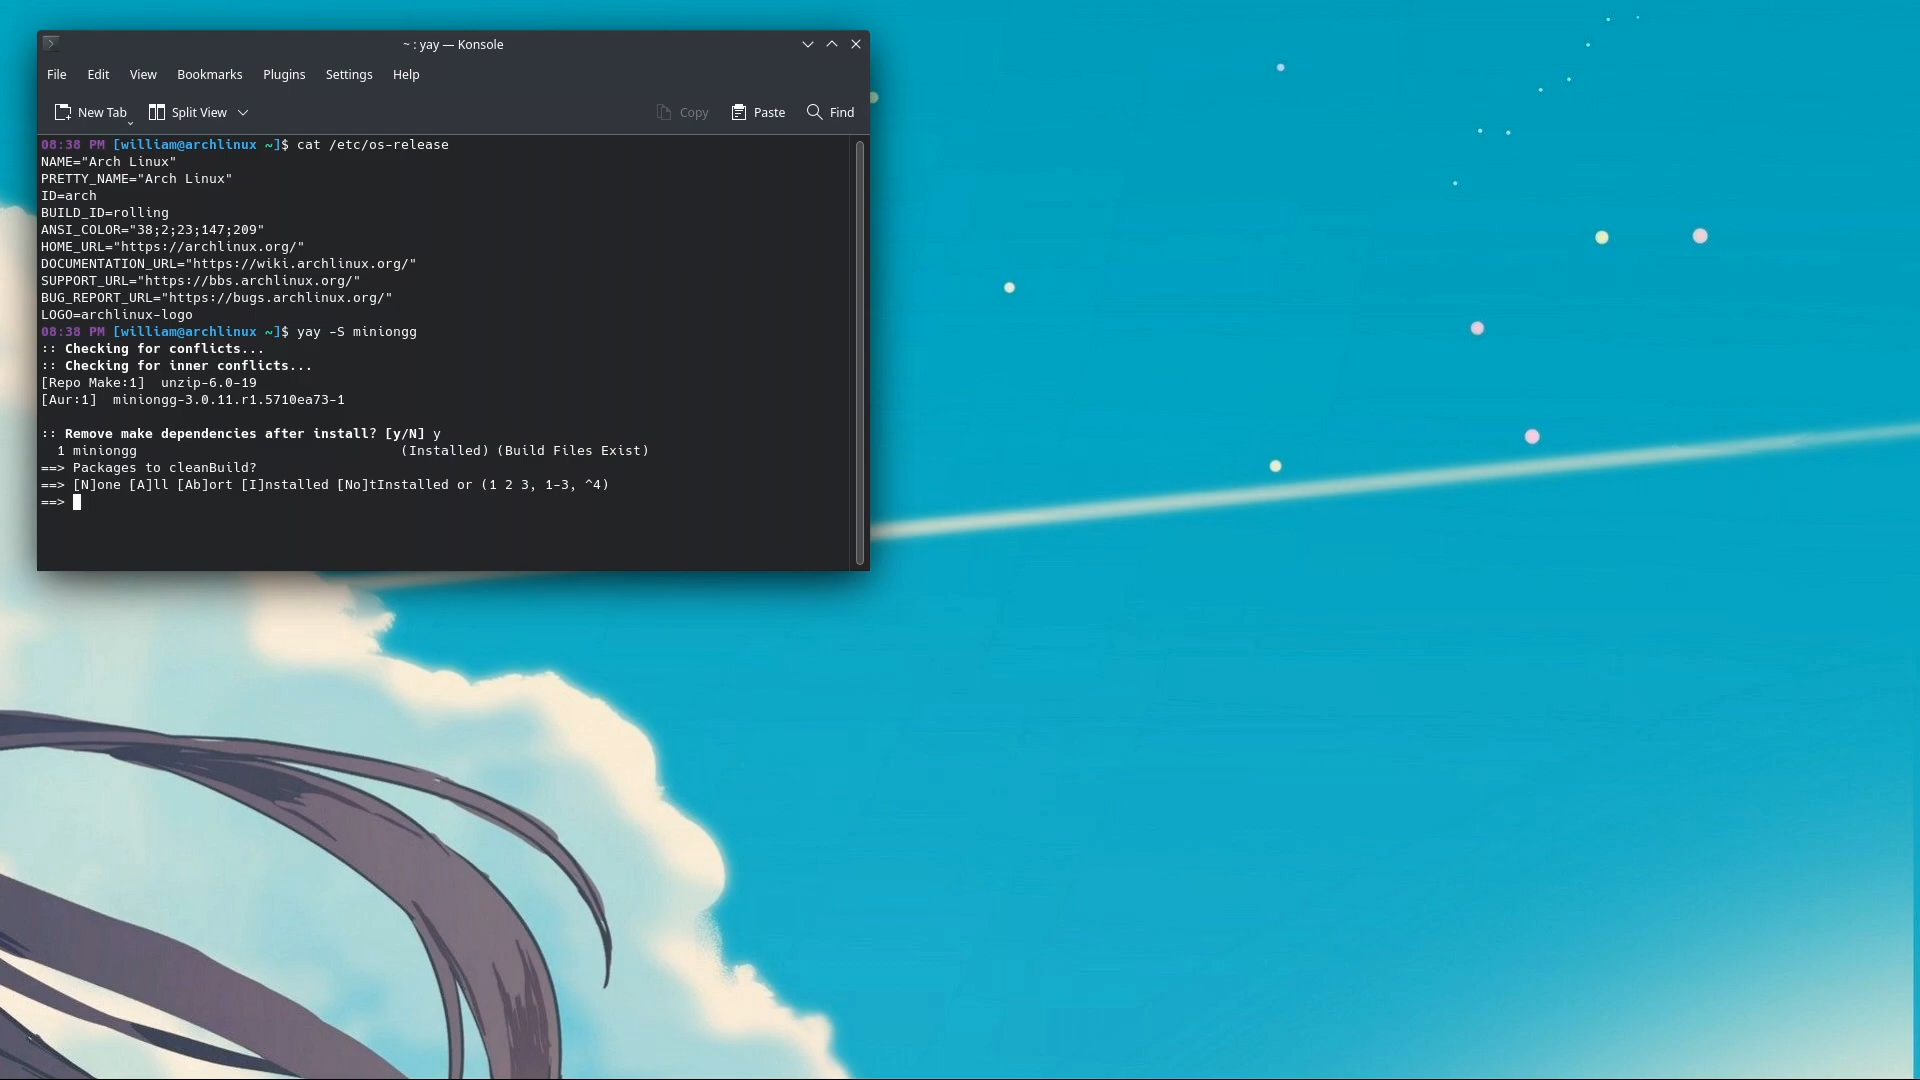 ~ : yay — Konsole
File Edit View Bookmarks Plugins Settings Help
New Tab Split View Copy Paste Find
08:38 PM [william@archlinux ~]$ cat /etc/os-release
NAME="Arch Linux"
PRETTY_NAME="Arch Linux"
ID=arch
BUILD_ID=rolling
ANSI_COLOR="38;2;23;147;209"
HOME_URL="https://archlinux.org/"
DOCUMENTATION_URL="https://wiki.archlinux.org/"
SUPPORT_URL="https://bbs.archlinux.org/"
BUG_REPORT_URL="https://bugs.archlinux.org/"
LOGO=archlinux-logo
08:38 PM [william@archlinux ~]$ yay -S miniongg
:: Checking for conflicts...
:: Checking for inner conflicts...
[Repo Make:1]  unzip-6.0-19
[Aur:1]  miniongg-3.0.11.r1.5710ea73-1
:: Remove make dependencies after install? [y/N] y
  1 miniongg                                 (Installed) (Build Files Exist)
==> Packages to cleanBuild?
==> [N]one [A]ll [Ab]ort [I]nstalled [No]tInstalled or (1 2 3, 1-3, ^4)
==>